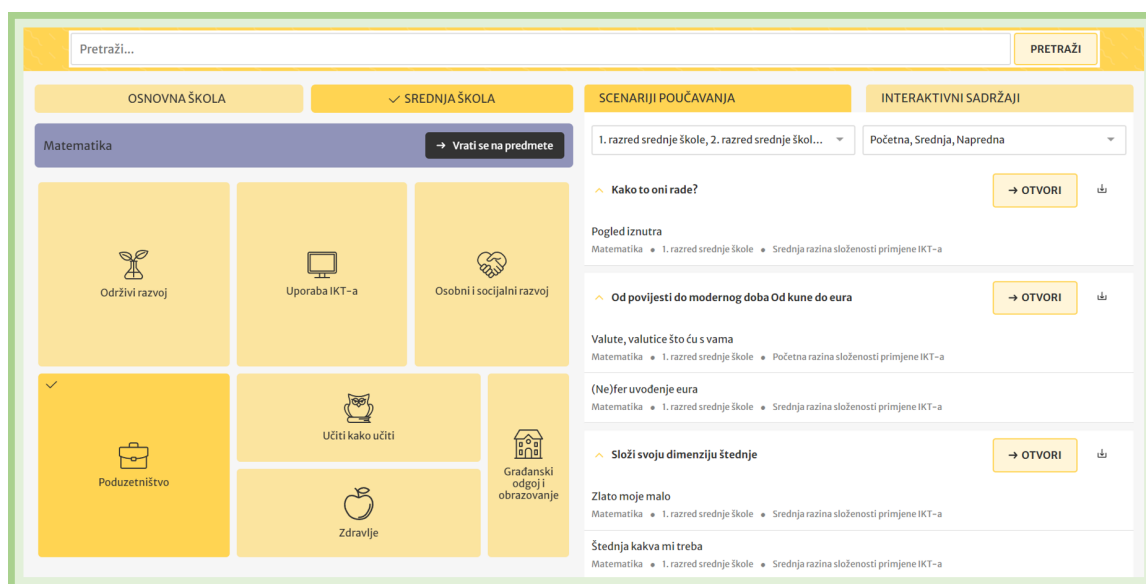 Pretraži...
PRETRAŽI
OSNOVNA ŠKOLA
SREDNJA ŠKOLA
SCENARIJI POUČAVANJA
INTERAKTIVNI SADRŽAJI
Matematika
→ Vrati se na predmete
1. razred srednje škole, 2. razred srednje škol...
Početna, Srednja, Napredna
Održivi razvoj
Uporaba IKT-a
Osobni i socijalni razvoj
Poduzetništvo
Učiti kako učiti
Zdravlje
Građanski
odgoj i
obrazovanje
Kako to oni rade?
→ OTVORI
Pogled iznutra
Matematika • 1. razred srednje škole • Srednja razina složenosti primjene IKT-a
Od povijesti do modernog doba Od kune do eura
→ OTVORI
Valute, valutice što ću s vama
Matematika • 1. razred srednje škole • Početna razina složenosti primjene IKT-a
(Ne)fer uvođenje eura
Matematika • 1. razred srednje škole • Srednja razina složenosti primjene IKT-a
Složi svoju dimenziju štednje
→ OTVORI
Zlato moje malo
Matematika • 1. razred srednje škole • Srednja razina složenosti primjene IKT-a
Štednja kakva mi treba
Matematika • 1. razred srednje škole • Srednja razina složenosti primjene IKT-a